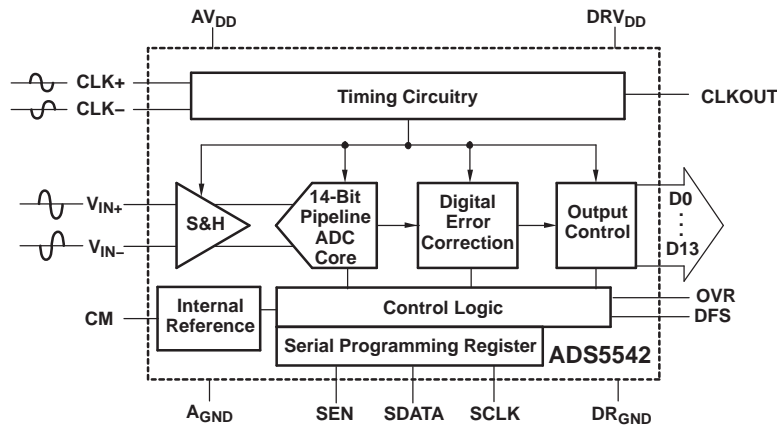 AVDD
DRVDD
CLK+
CLK–
Timing Circuitry
CLKOUT
VIN+
VIN–
S&H
14-Bit
Pipeline
ADC
Core
Digital
Error
Correction
Output
Control
D0
D13
CM
Internal
Reference
Control Logic
OVR
DFS
Serial Programming Register
ADS5542
AGND
SEN
SDATA
SCLK
DRGND